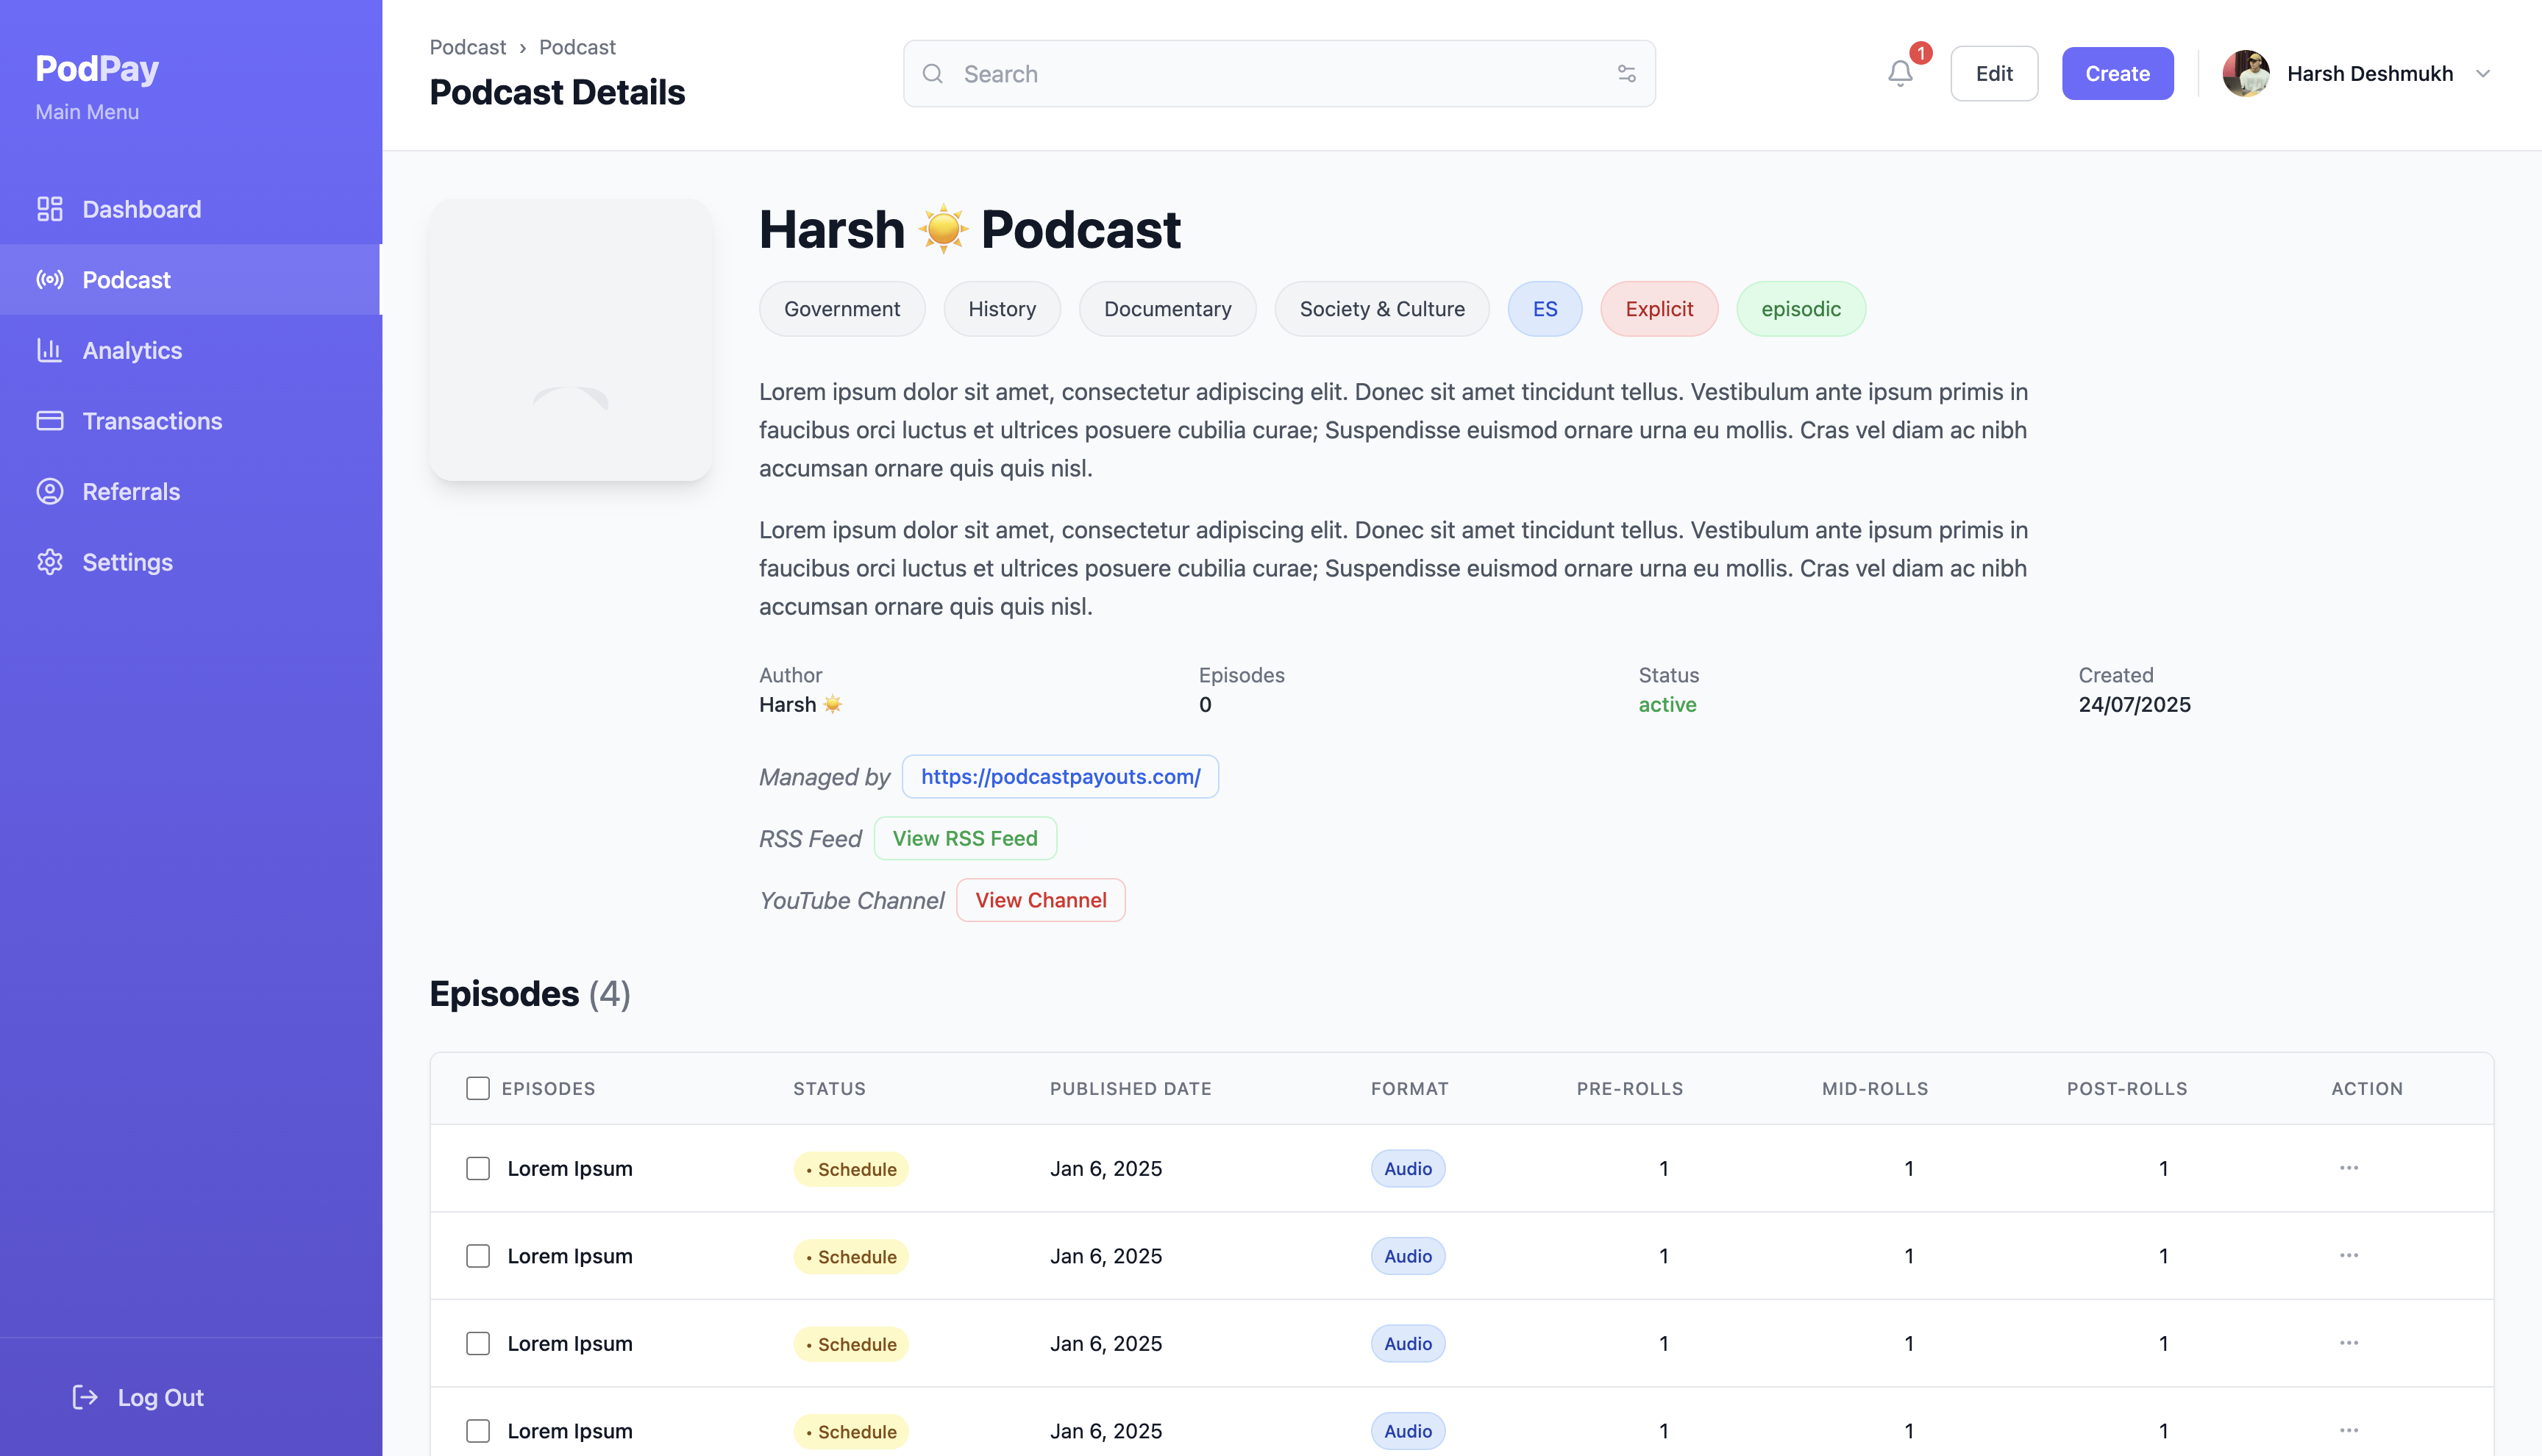 PodPay
Main Menu
Dashboard
Podcast
Analytics
Transactions
Referrals
Settings
Log Out
Podcast › Podcast
Podcast Details
Search
1
Edit
Create
Harsh Deshmukh
Harsh ☀️ Podcast
Government History Documentary Society & Culture ES Explicit episodic
Lorem ipsum dolor sit amet, consectetur adipiscing elit. Donec sit amet tincidunt tellus. Vestibulum ante ipsum primis in
faucibus orci luctus et ultrices posuere cubilia curae; Suspendisse euismod ornare urna eu mollis. Cras vel diam ac nibh
accumsan ornare quis quis nisl.
Lorem ipsum dolor sit amet, consectetur adipiscing elit. Donec sit amet tincidunt tellus. Vestibulum ante ipsum primis in
faucibus orci luctus et ultrices posuere cubilia curae; Suspendisse euismod ornare urna eu mollis. Cras vel diam ac nibh
accumsan ornare quis quis nisl.
Author Episodes Status Created
Harsh ☀️ 0 active 24/07/2025
Managed by https://podcastpayouts.com/
RSS Feed View RSS Feed
YouTube Channel View Channel
Episodes (4)
EPISODES STATUS PUBLISHED DATE FORMAT PRE-ROLLS MID-ROLLS POST-ROLLS ACTION
Lorem Ipsum • Schedule Jan 6, 2025 Audio 1 1 1 ···
Lorem Ipsum • Schedule Jan 6, 2025 Audio 1 1 1 ···
Lorem Ipsum • Schedule Jan 6, 2025 Audio 1 1 1 ···
Lorem Ipsum • Schedule Jan 6, 2025 Audio 1 1 1 ···